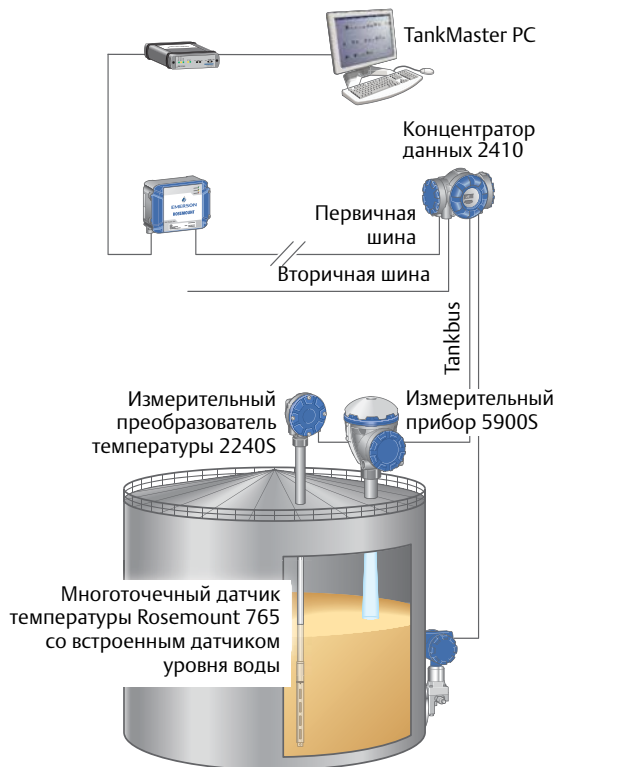 TankMaster PC
Концентратор
данных 2410
EMERSON
ROSEMOUNT
Первичная
шина
Вторичная шина
Tankbus
Измерительный
преобразователь
температуры 2240S
Измерительный
прибор 5900S
Многоточечный датчик
температуры Rosemount 765
со встроенным датчиком
уровня воды